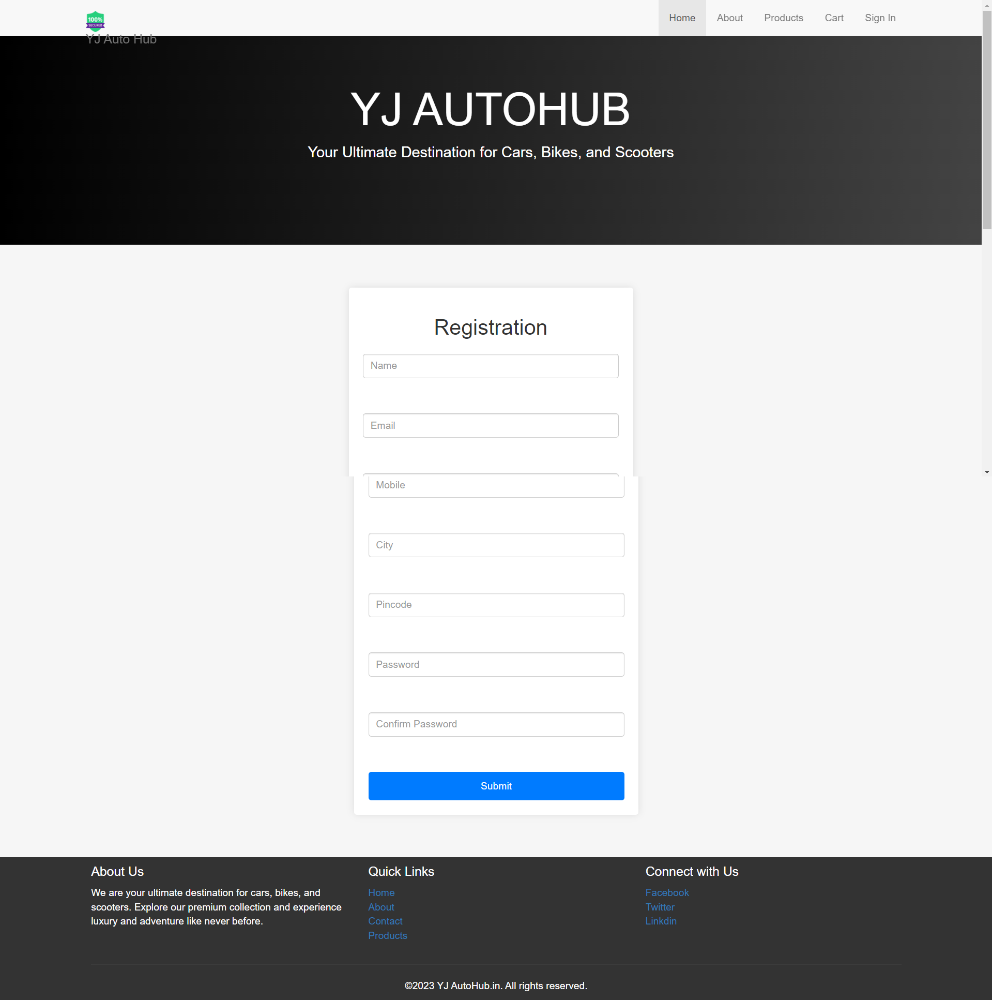 100%
SECURED
YJ Auto Hub
Home
About
Products
Cart
Sign In
YJ AUTOHUB
Your Ultimate Destination for Cars, Bikes, and Scooters
Registration
Name
Email
Mobile
City
Pincode
Password
Confirm Password
Submit
About Us
We are your ultimate destination for cars, bikes, and
scooters. Explore our premium collection and experience
luxury and adventure like never before.
Quick Links
Home
About
Contact
Products
Connect with Us
Facebook
Twitter
Linkdin
©2023 YJ AutoHub.in. All rights reserved.